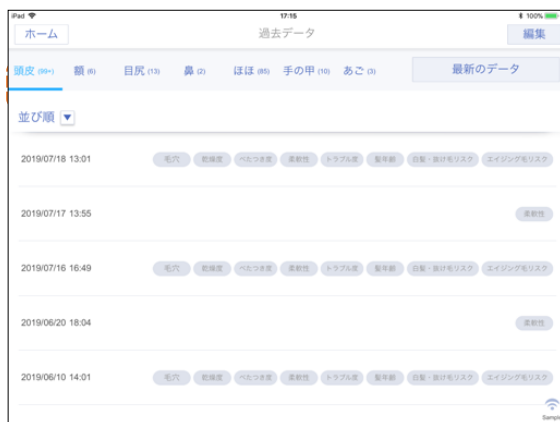 iPad 17:15 100%
ホーム 過去データ 編集
頭皮 (99+) 額 (6) 目尻 (13) 鼻 (2) ほほ (85) 手の甲 (10) あご (3) 最新のデータ
並び順
2019/07/18 13:01 毛穴 乾燥度 べたつき度 柔軟性 トラブル度 髪年齢 白髪・抜け毛リスク エイジング毛リスク
2019/07/17 13:55 柔軟性
2019/07/16 16:49 毛穴 乾燥度 べたつき度 柔軟性 トラブル度 髪年齢 白髪・抜け毛リスク エイジング毛リスク
2019/06/20 18:04 柔軟性
2019/06/10 14:01 毛穴 乾燥度 べたつき度 柔軟性 トラブル度 髪年齢 白髪・抜け毛リスク エイジング毛リスク
Sample